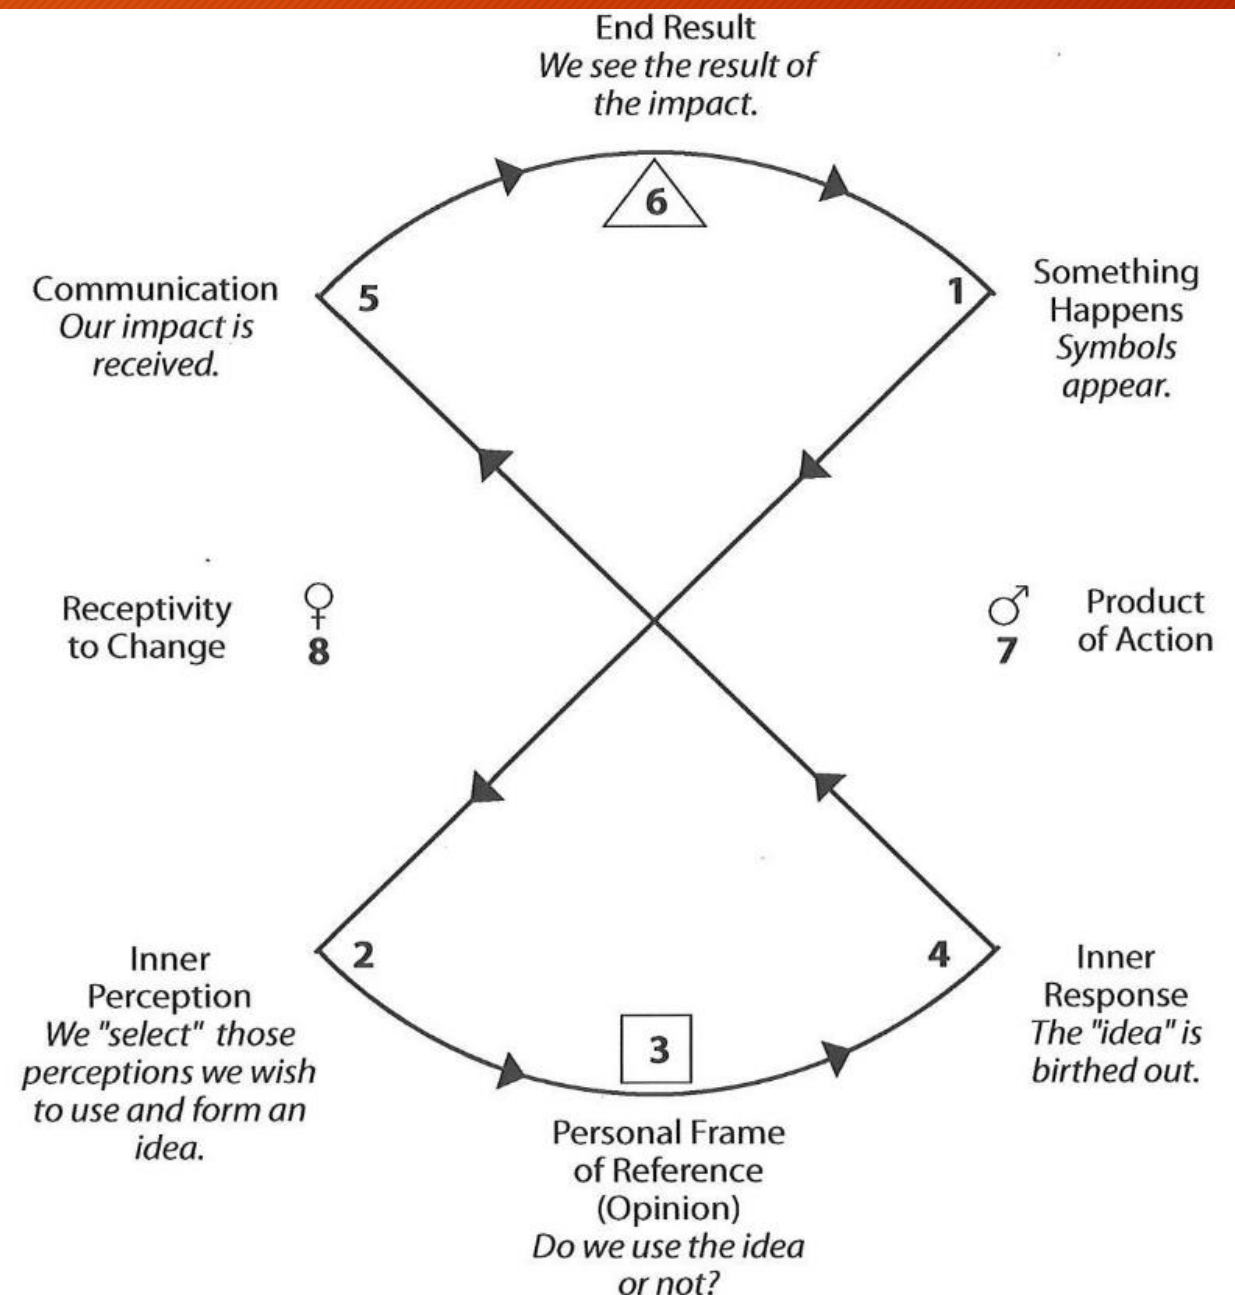 End Result
We see the result of
the impact.
6
Communication
Our impact is
received.
5
1
Something
Happens
Symbols
appear.
Receptivity
to Change
♀
8
♂
7
Product
of Action
Inner
Perception
We "select" those
perceptions we wish
to use and form an
idea.
2
3
Personal Frame
of Reference
(Opinion)
Do we use the idea
or not?
4
Inner
Response
The "idea" is
birthed out.